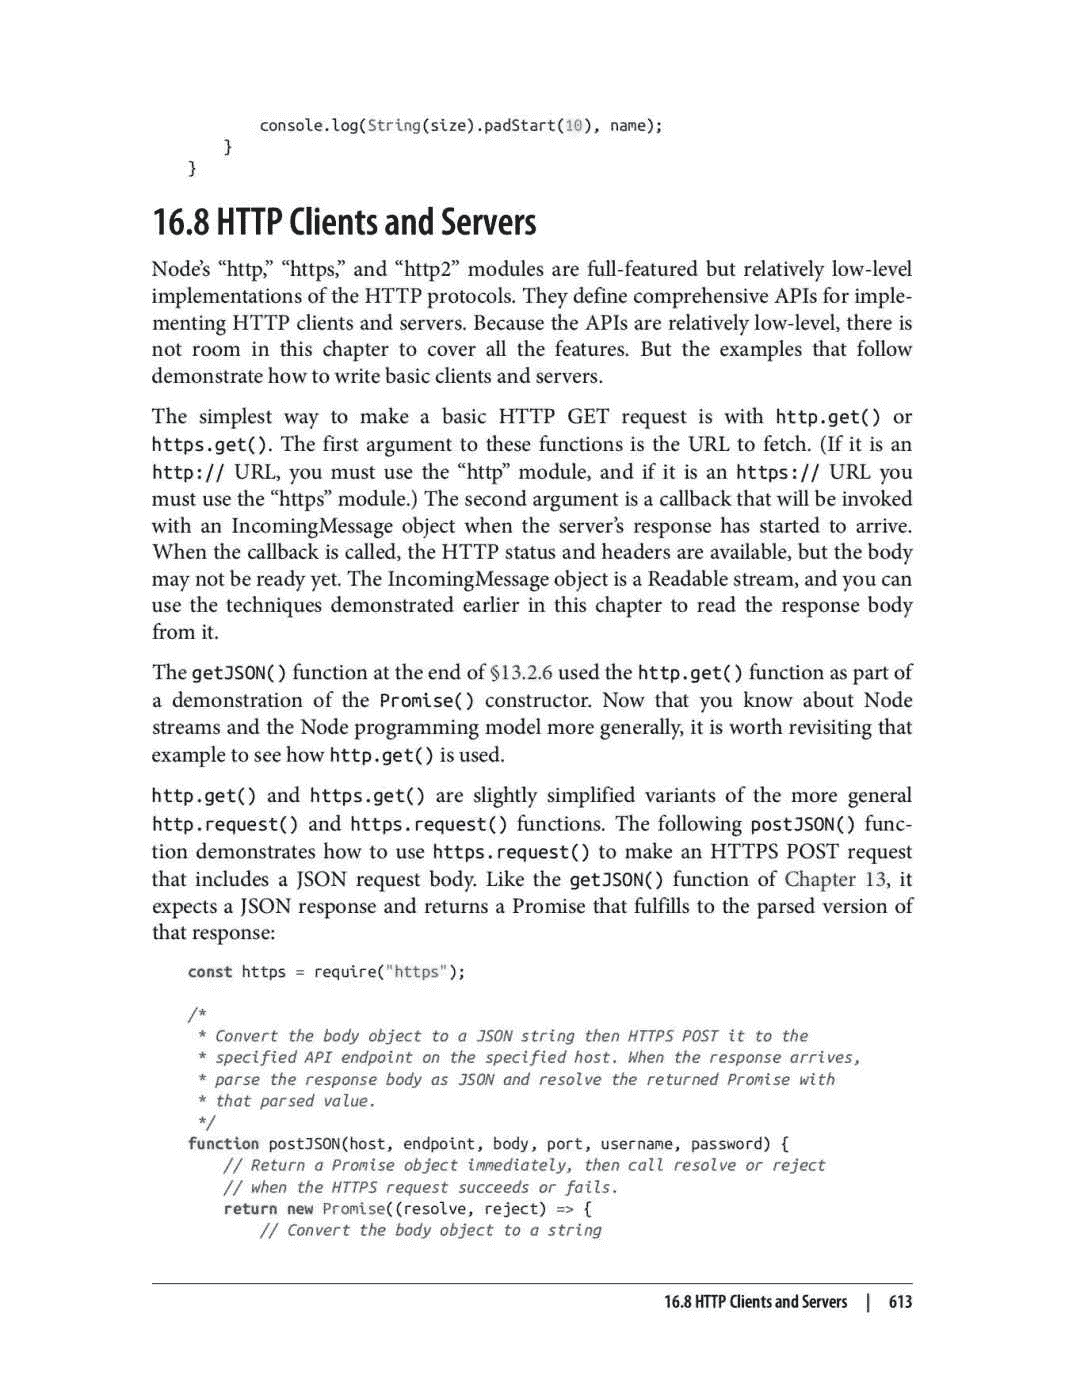 console.log(String(size).padStart(10), name);
}
}
16.8 HTTP Clients and Servers
Node’s “http,” “https,” and “http2” modules are full-featured but relatively low-level
implementations of the HTTP protocols. They define comprehensive APIs for imple-
menting HTTP clients and servers. Because the APIs are relatively low-level, there is
not room in this chapter to cover all the features. But the examples that follow
demonstrate how to write basic clients and servers.
The simplest way to make a basic HTTP GET request is with http.get() or
https.get(). The first argument to these functions is the URL to fetch. (If it is an
http:// URL, you must use the “http” module, and if it is an https:// URL you
must use the “https” module.) The second argument is a callback that will be invoked
with an IncomingMessage object when the server’s response has started to arrive.
When the callback is called, the HTTP status and headers are available, but the body
may not be ready yet. The IncomingMessage object is a Readable stream, and you can
use the techniques demonstrated earlier in this chapter to read the response body
from it.
The getJSON() function at the end of §13.2.6 used the http.get() function as part of
a demonstration of the Promise() constructor. Now that you know about Node
streams and the Node programming model more generally, it is worth revisiting that
example to see how http.get() is used.
http.get() and https.get() are slightly simplified variants of the more general
http.request() and https.request() functions. The following postJSON() func-
tion demonstrates how to use https.request() to make an HTTPS POST request
that includes a JSON request body. Like the getJSON() function of Chapter 13, it
expects a JSON response and returns a Promise that fulfills to the parsed version of
that response:
const https = require("https");
/*
* Convert the body object to a JSON string then HTTPS POST it to the
* specified API endpoint on the specified host. When the response arrives,
* parse the response body as JSON and resolve the returned Promise with
* that parsed value.
*/
function postJSON(host, endpoint, body, port, username, password) {
// Return a Promise object immediately, then call resolve or reject
// when the HTTPS request succeeds or fails.
return new Promise((resolve, reject) => {
// Convert the body object to a string
16.8 HTTP Clients and Servers | 613